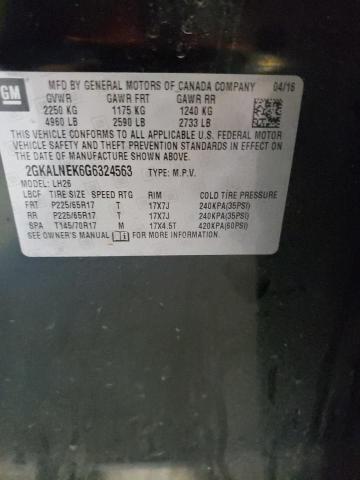 GM
MFD BY GENERAL MOTORS OF CANADA COMPANY 04/16
GVWR GAWR FRT GAWR RR
2250 KG 1175 KG 1240 KG
4960 LB 2590 LB 2733 LB
THIS VEHICLE CONFORMS TO ALL APPLICABLE U.S. FEDERAL MOTOR
VEHICLE SAFETY AND THEFT PREVENTION STANDARDS IN EFFECT ON THE
DATE OF MANUFACTURE SHOWN ABOVE.
2GKALNEK6G6324563 TYPE: M.P.V.
MODEL: LH26
LBCF TIRE SIZE SPEED RTG RIM COLD TIRE PRESSURE
FRT P225/65R17 T 17X7J 240KPA(35PSI)
RR P225/65R17 T 17X7J 240KPA(35PSI)
SPA T145/70R17 M 17X4.5T 420KPA(60PSI)
SEE OWNER'S MANUAL FOR MORE INFORMATION.